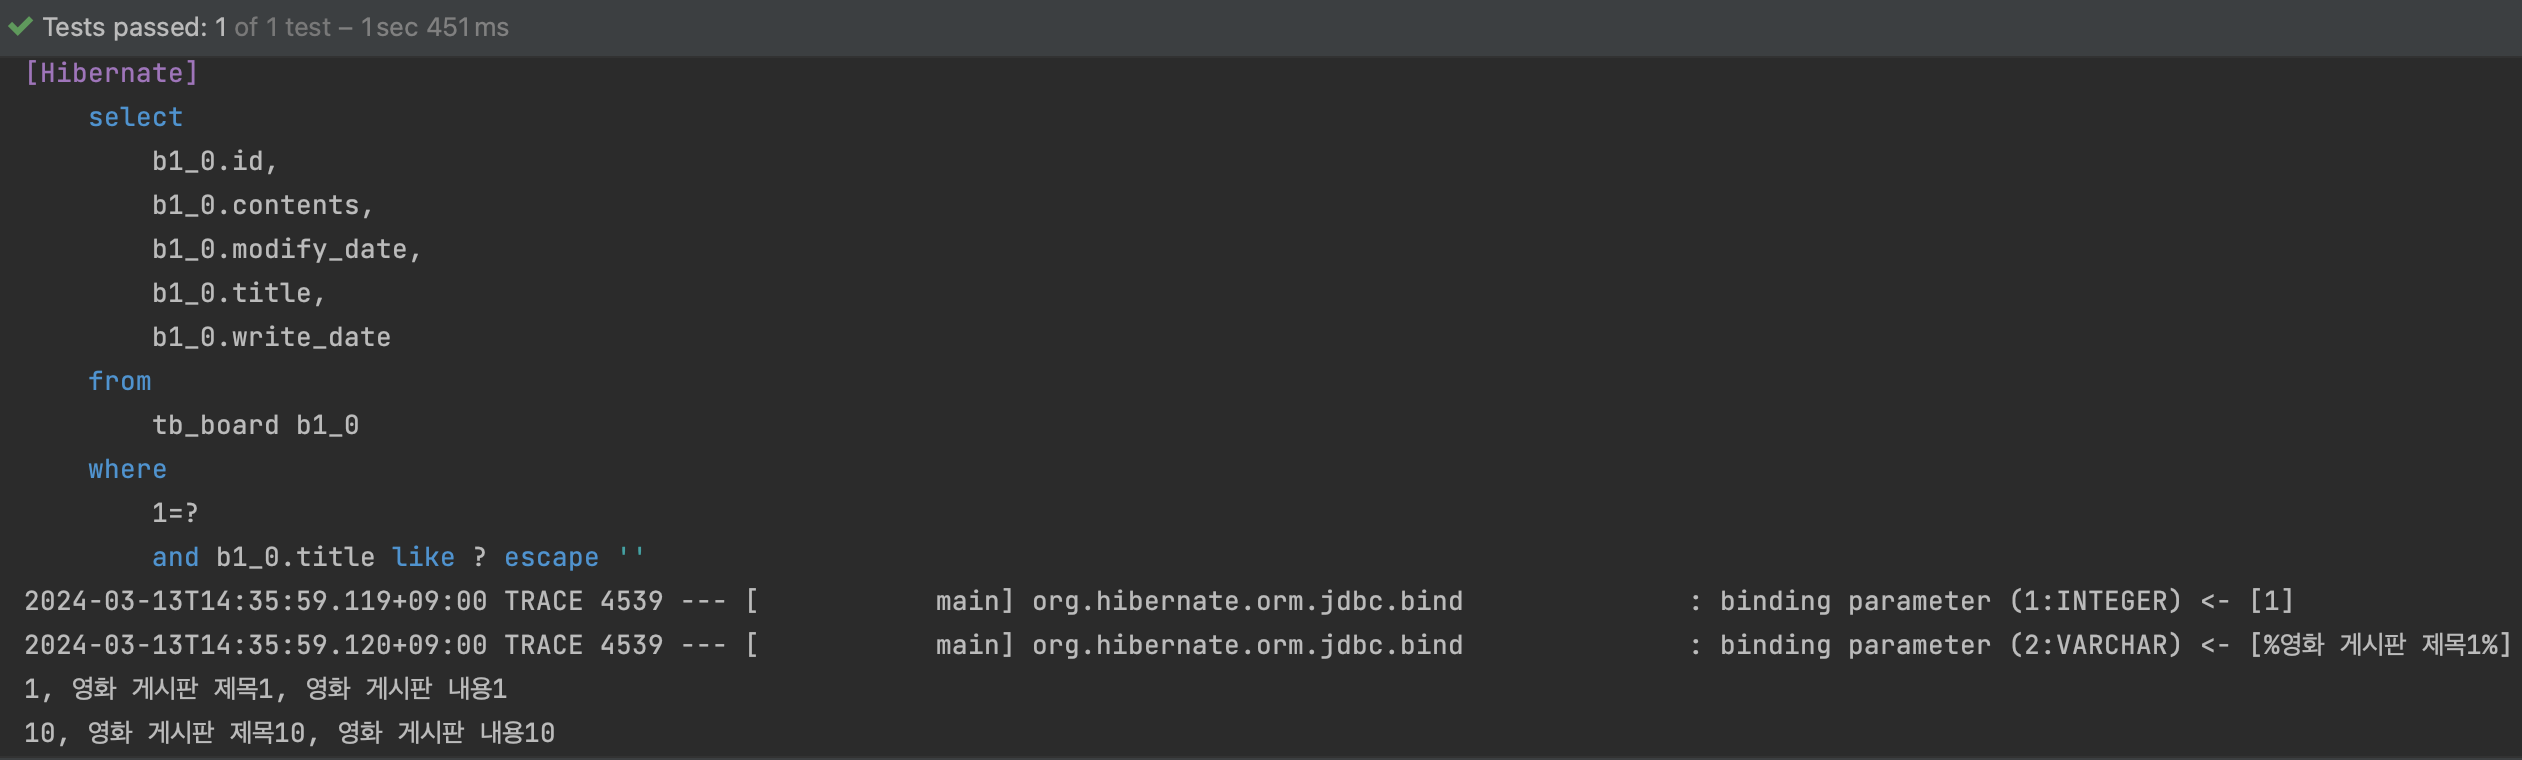 Tests passed: 1 of 1 test – 1sec 451ms
[Hibernate]
    select
        b1_0.id,
        b1_0.contents,
        b1_0.modify_date,
        b1_0.title,
        b1_0.write_date
    from
        tb_board b1_0
    where
        1=?
        and b1_0.title like ? escape ''
2024-03-13T14:35:59.119+09:00 TRACE 4539 --- [           main] org.hibernate.orm.jdbc.bind              : binding parameter (1:INTEGER) <- [1]
2024-03-13T14:35:59.120+09:00 TRACE 4539 --- [           main] org.hibernate.orm.jdbc.bind              : binding parameter (2:VARCHAR) <- [%영화 게시판 제목1%]
1, 영화 게시판 제목1, 영화 게시판 내용1
10, 영화 게시판 제목10, 영화 게시판 내용10